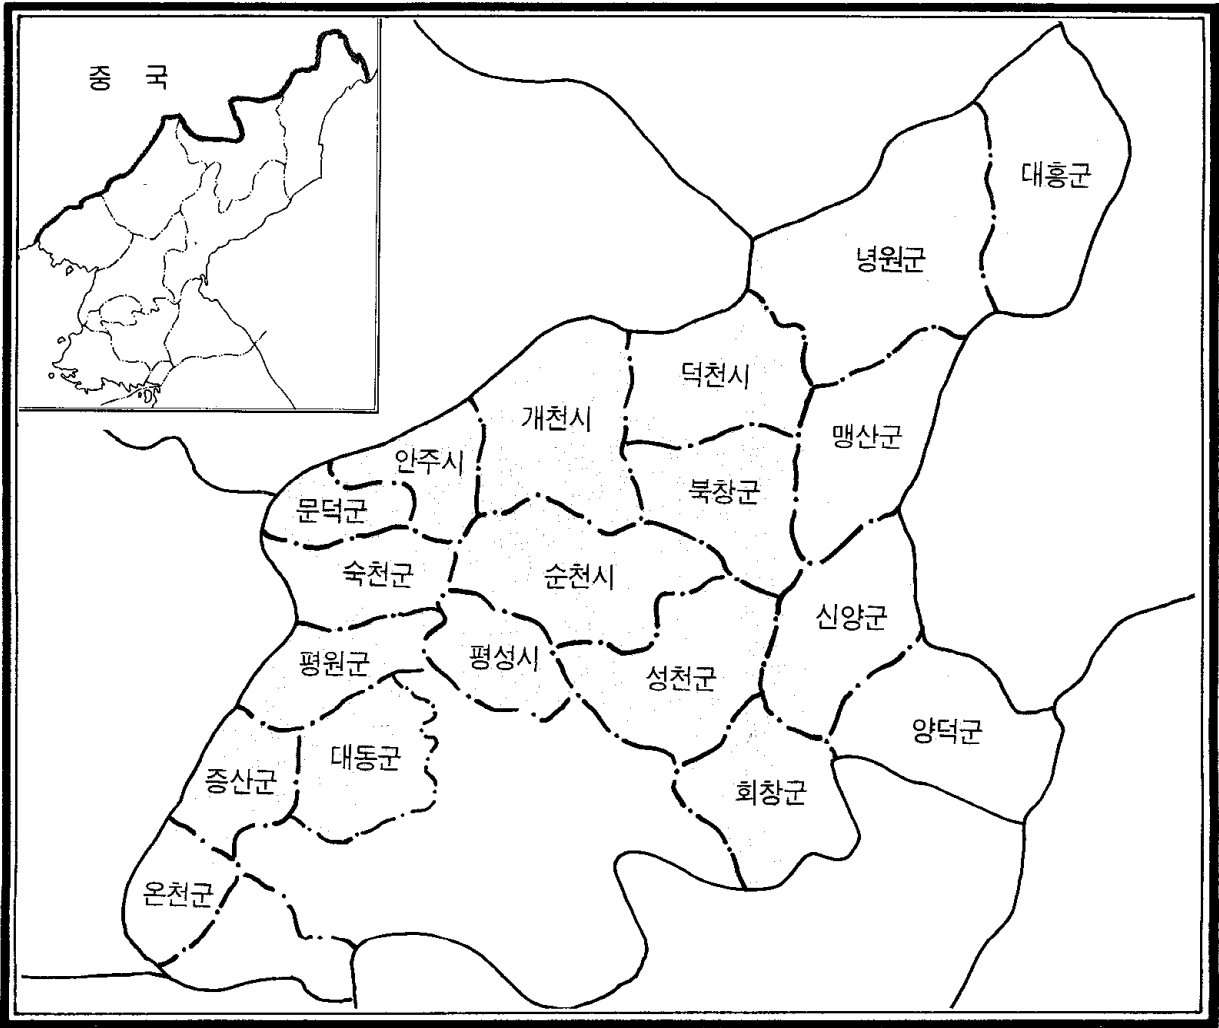 중 국
대흥군
녕원군
덕천시
개천시
맹산군
안주시
북창군
문덕군
숙천군
순천시
신양군
평원군
평성시
성천군
양덕군
대동군
증산군
회창군
온천군